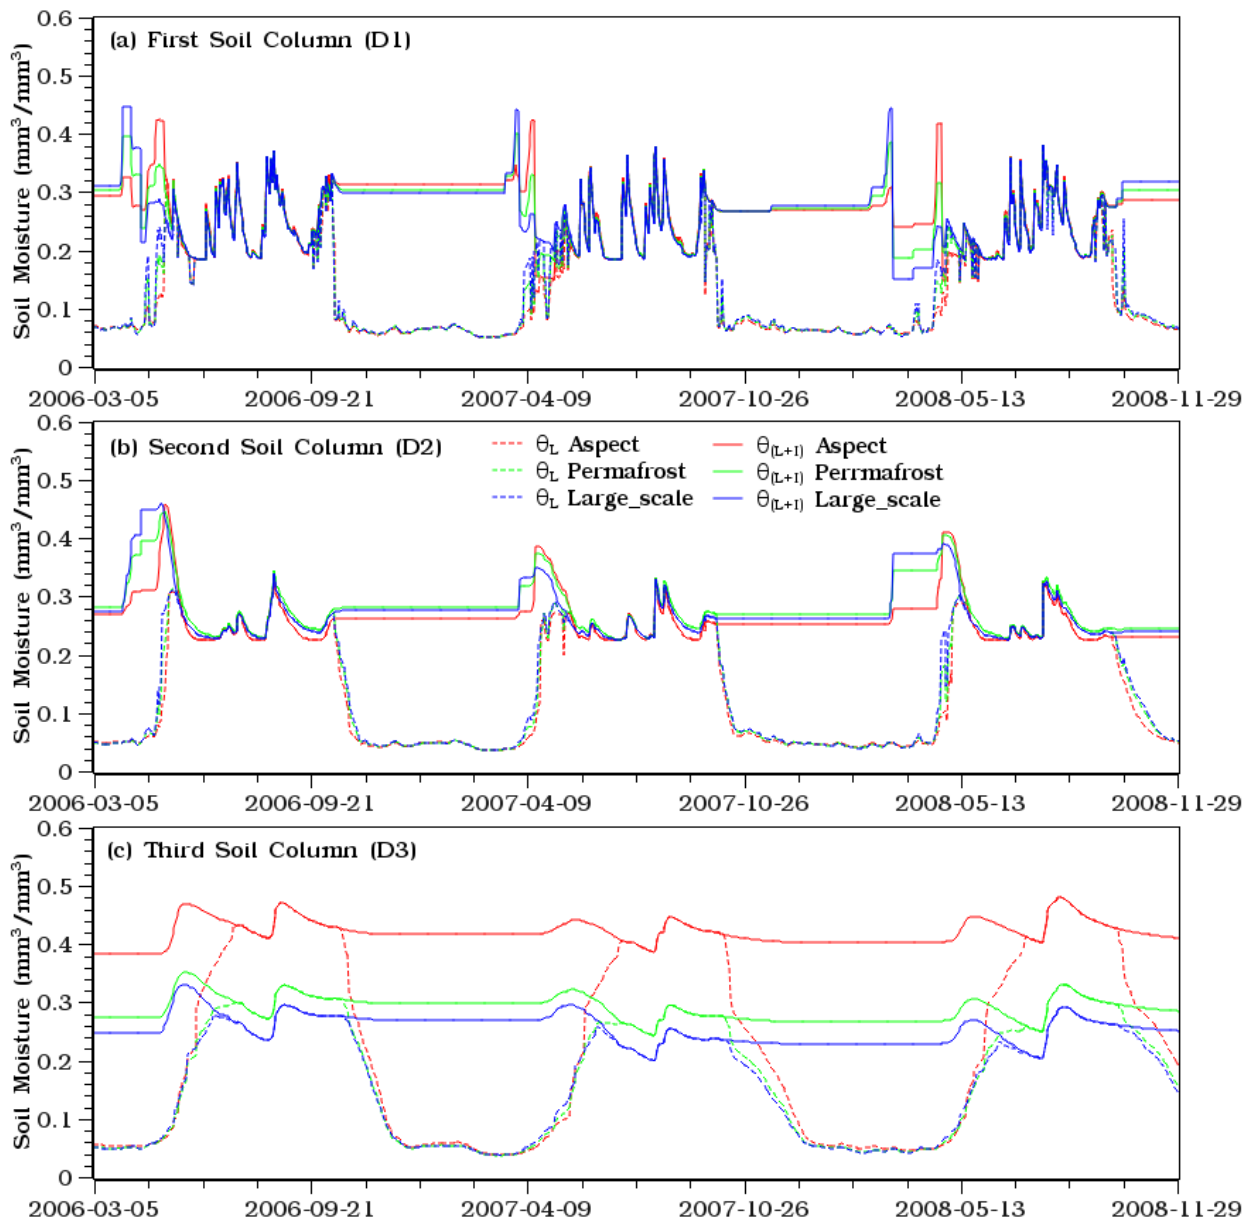 (a) First Soil Column (D1)
Soil Moisture (mm³/mm³)
0.6
0.5
0.4
0.3
0.2
0.1
0
2006-03-05 2006-09-21 2007-04-09 2007-10-26 2008-05-13 2008-11-29
(b) Second Soil Column (D2)
Soil Moisture (mm³/mm³)
0.6
0.5
0.4
0.3
0.2
0.1
0
θL Aspect
θL Permafrost
θL Large_scale
θ(L+I) Aspect
θ(L+I) Perrmafrost
θ(L+I) Large_scale
2006-03-05 2006-09-21 2007-04-09 2007-10-26 2008-05-13 2008-11-29
(c) Third Soil Column (D3)
Soil Moisture (mm³/mm³)
0.6
0.5
0.4
0.3
0.2
0.1
0
2006-03-05 2006-09-21 2007-04-09 2007-10-26 2008-05-13 2008-11-29